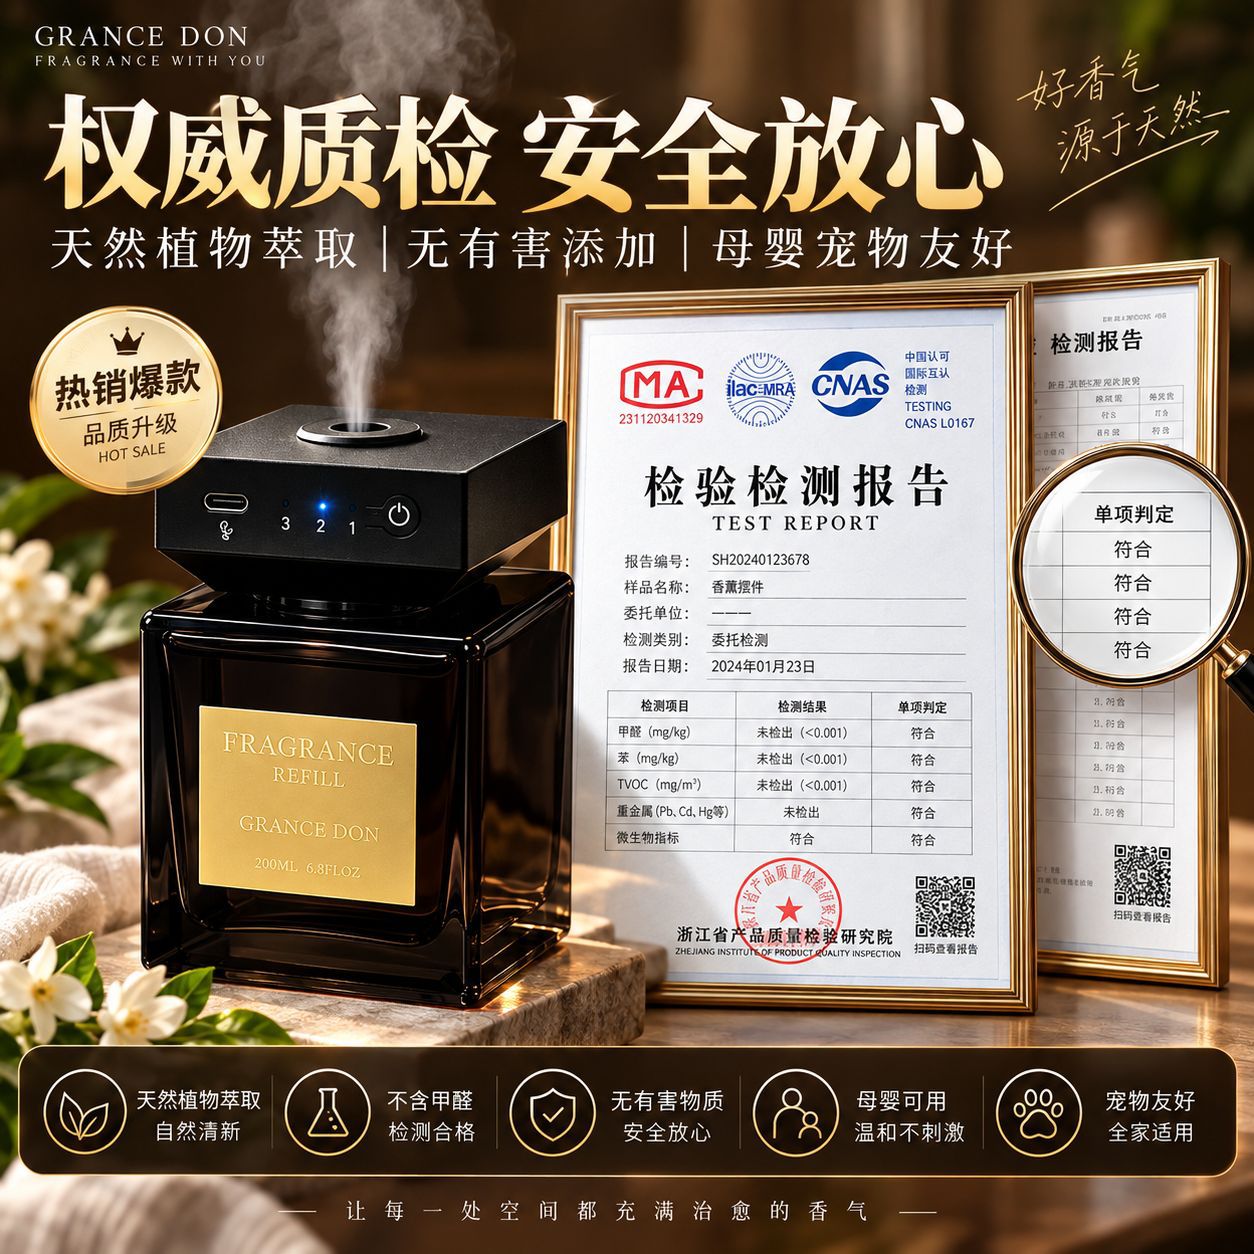 GRANCE DON
FRAGRANCE WITH YOU
好香气
源于天然
权威质检 安全放心
天然植物萃取 | 无有害添加 | 母婴宠物友好
热销爆款
品质升级
HOT SALE
3 2 1
FRAGRANCE
REFILL
GRANCE DON
200ML 6.8FLOZ
MA
231120341329
ilac-MRA
CNAS
中国认可
国际互认
检测
TESTING
CNAS L0167
检验检测报告
TEST REPORT
报告编号: SH20240123678
样品名称: 香薰摆件
委托单位: ———
检测类别: 委托检测
报告日期: 2024年01月23日
检测项目 检测结果 单项判定
甲醛 (mg/kg) 未检出 (<0.001) 符合
苯 (mg/kg) 未检出 (<0.001) 符合
TVOC (mg/m³) 未检出 (<0.001) 符合
重金属 (Pb, Cd, Hg等) 未检出 符合
微生物指标 符合 符合
浙江省产品质量检验研究院
ZHEJIANG INSTITUTE OF PRODUCT QUALITY INSPECTION
扫码查看报告
检测报告
单项判定
符合
符合
符合
符合
扫码查看报告
天然植物萃取
自然清新
不含甲醛
检测合格
无有害物质
安全放心
母婴可用
温和不刺激
宠物友好
全家适用
让每一处空间都充满治愈的香气